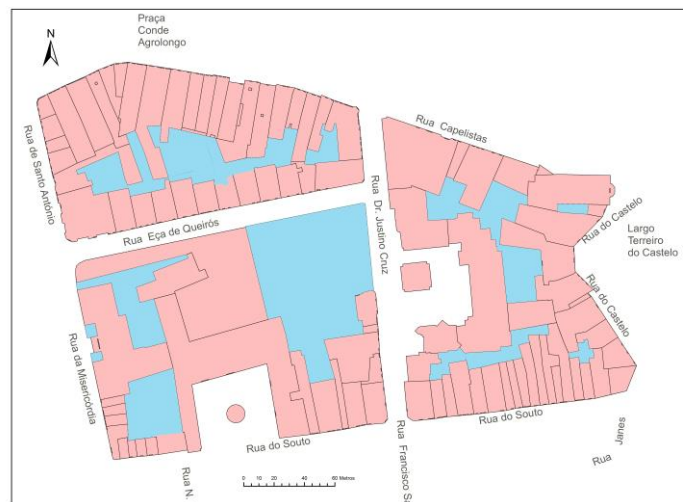 Praça
Conde
Agrolongo
N
Rua Capelistas
Rua de Santo António
Rua Dr. Justino Cruz
Rua Eça de Queirós
Rua do Castelo
Largo
Terreiro
do Castelo
Rua do Castelo
Rua da Misericórdia
Rua do Souto
Rua do Souto
Rua Francisco S
Rua Janes
Rua N.
0 10 20 40 60 Metros